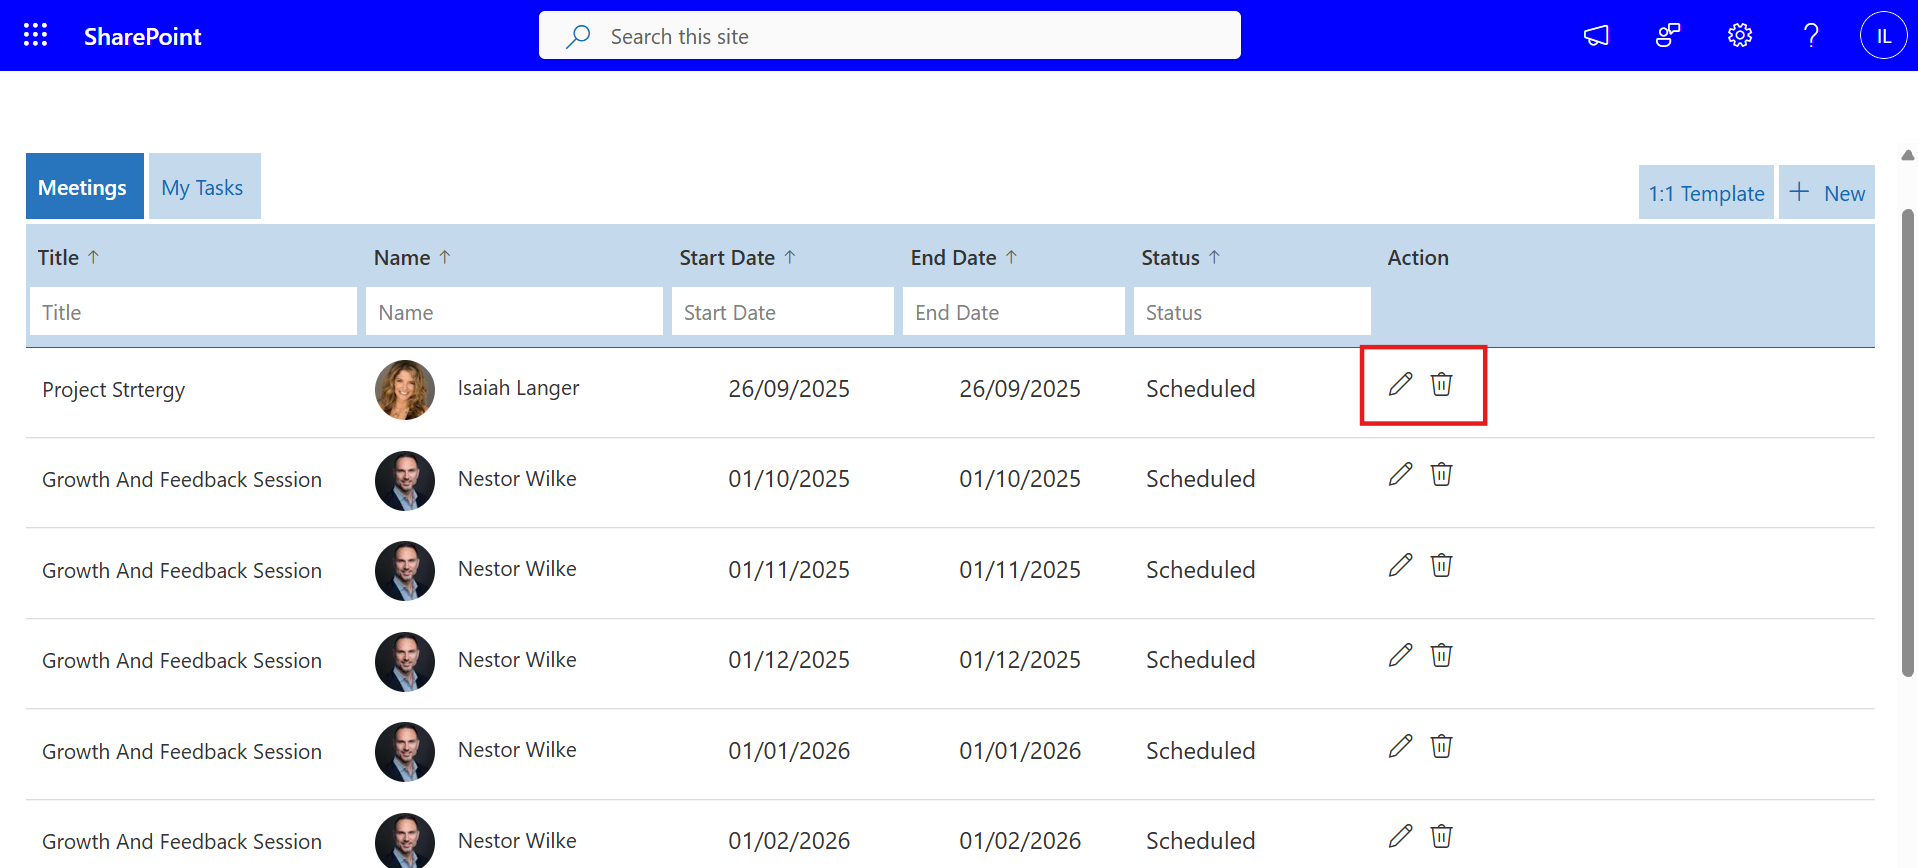 SharePoint
Search this site
IL
Meetings
My Tasks
1:1 Template
+ New
Title ↑ Name ↑ Start Date ↑ End Date ↑ Status ↑ Action
Title Name Start Date End Date Status
Project Strtergy Isaiah Langer 26/09/2025 26/09/2025 Scheduled
Growth And Feedback Session Nestor Wilke 01/10/2025 01/10/2025 Scheduled
Growth And Feedback Session Nestor Wilke 01/11/2025 01/11/2025 Scheduled
Growth And Feedback Session Nestor Wilke 01/12/2025 01/12/2025 Scheduled
Growth And Feedback Session Nestor Wilke 01/01/2026 01/01/2026 Scheduled
Growth And Feedback Session Nestor Wilke 01/02/2026 01/02/2026 Scheduled